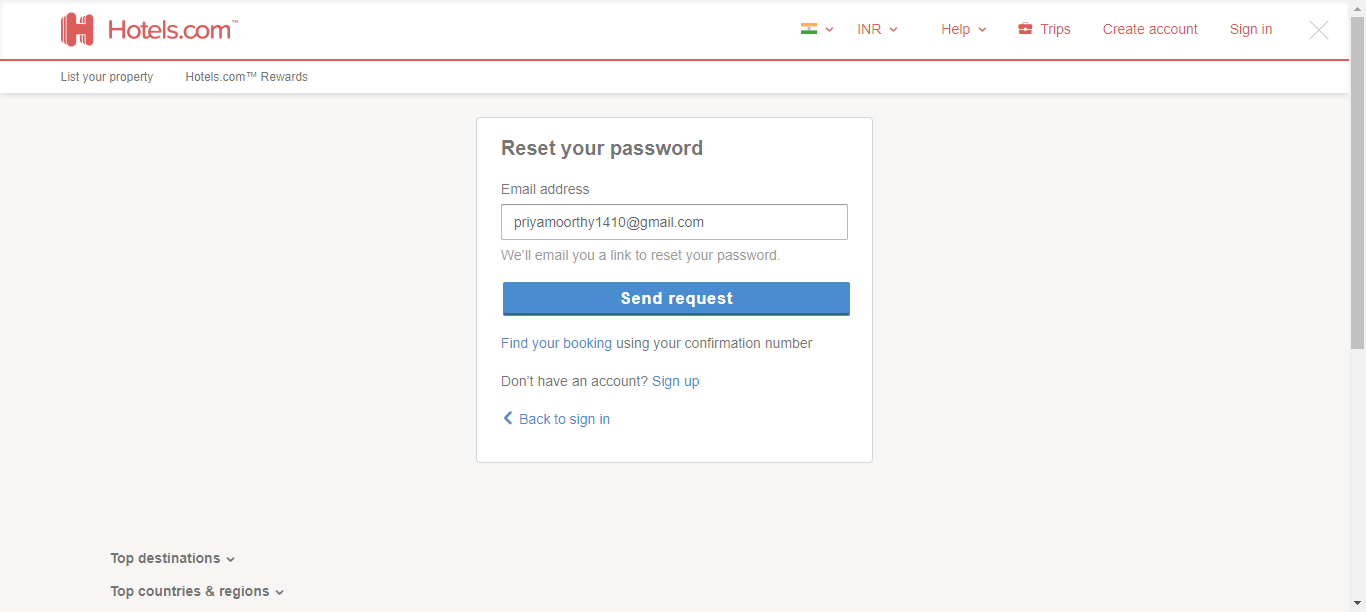 Hotels.com™
INR
Help
Trips
Create account
Sign in
List your property
Hotels.com™ Rewards
Reset your password
Email address
priyamoorthy1410@gmail.com
We'll email you a link to reset your password.
Send request
Find your booking using your confirmation number
Don't have an account? Sign up
Back to sign in
Top destinations
Top countries & regions